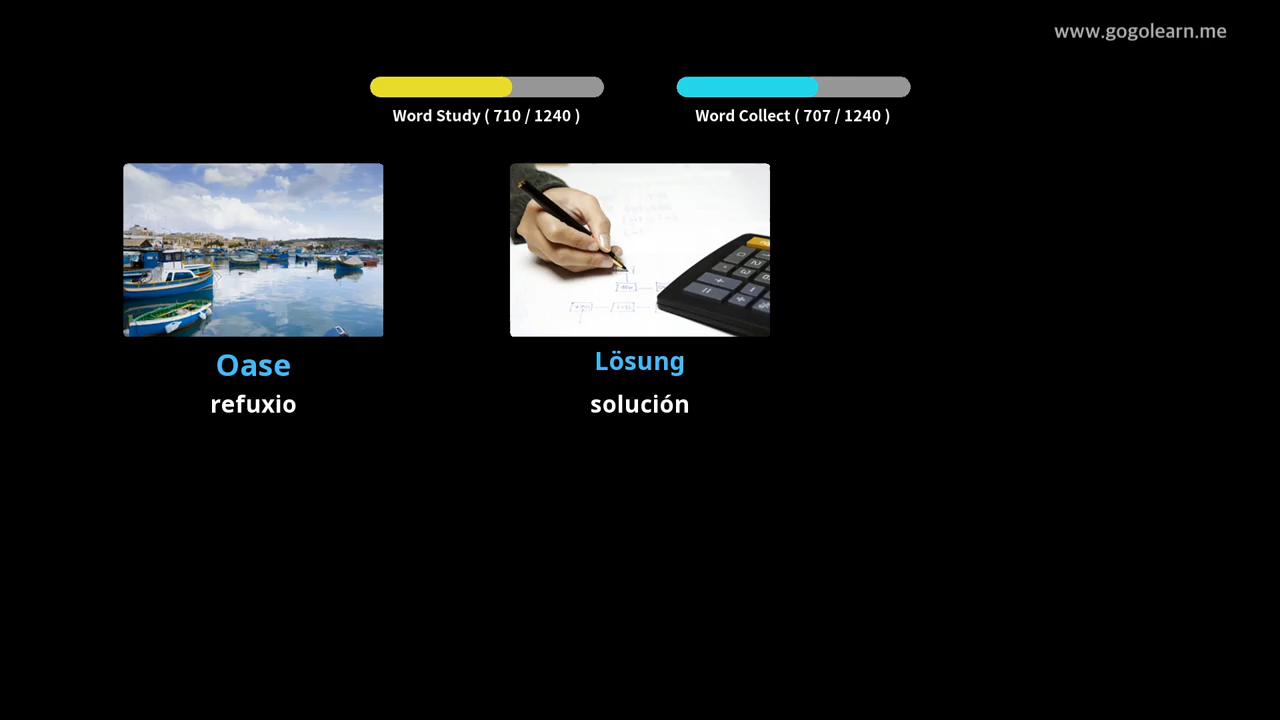 www.gogolearn.me
Word Study ( 710 / 1240 )
Word Collect ( 707 / 1240 )
Oase
refuxio
Lösung
solución